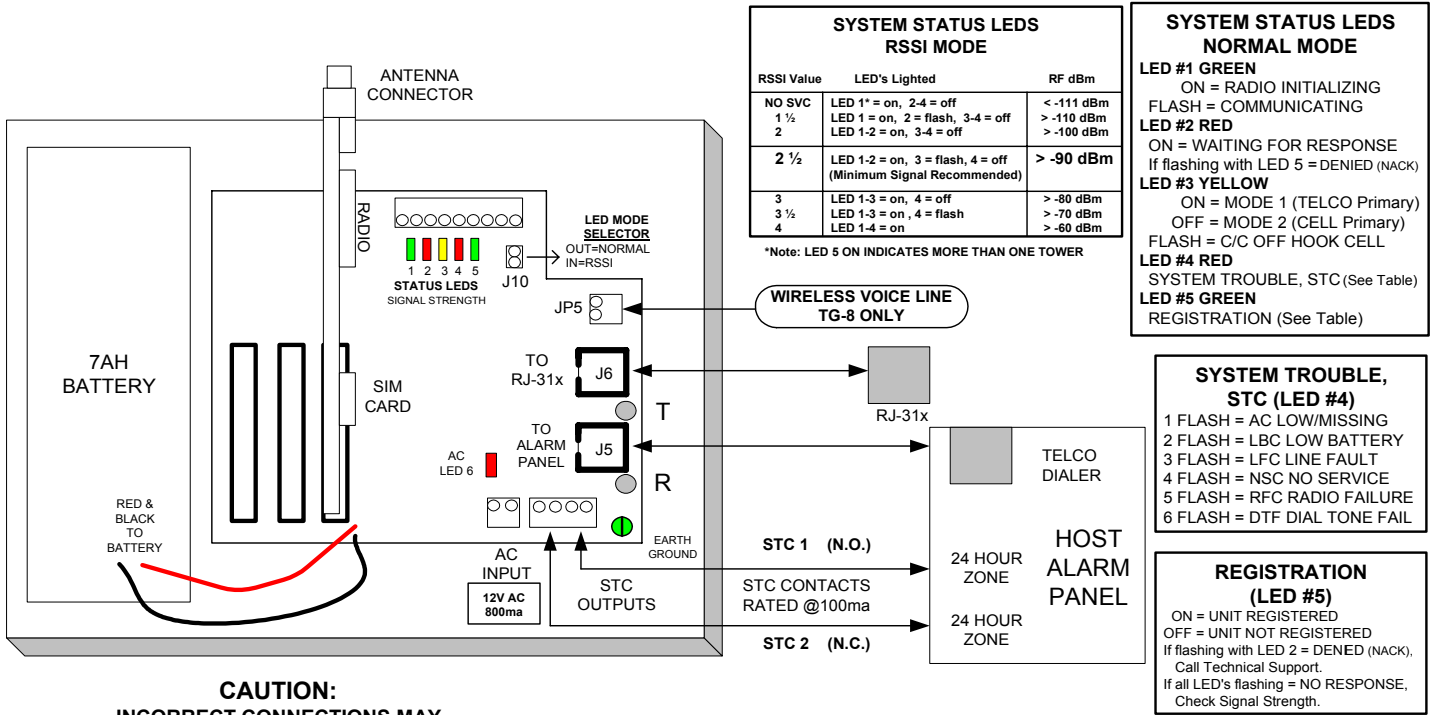 ANTENNA
CONNECTOR
7AH
BATTERY
RED &
BLACK
TO
BATTERY
RADIO
1 2 3 4 5
STATUS LEDS
SIGNAL STRENGTH
LED MODE
SELECTOR
OUT=NORMAL
IN=RSSI
J10
JP5
WIRELESS VOICE LINE
TG-8 ONLY
SIM
CARD
TO
RJ-31x
J6
T
TO
ALARM
PANEL
J5
R
AC
LED 6
AC
INPUT
12V AC
800ma
STC
OUTPUTS
EARTH
GROUND
RJ-31x
TELCO
DIALER
HOST
ALARM
PANEL
24 HOUR
ZONE
24 HOUR
ZONE
STC 1 (N.O.)
STC CONTACTS
RATED @100ma
STC 2 (N.C.)
CAUTION:
INCORRECT CONNECTIONS MAY
SYSTEM STATUS LEDS
RSSI MODE
RSSI Value LED's Lighted RF dBm
NO SVC LED 1* = on, 2-4 = off < -111 dBm
1 ½ LED 1 = on, 2 = flash, 3-4 = off > -110 dBm
2 LED 1-2 = on, 3-4 = off > -100 dBm
2 ½ LED 1-2 = on, 3 = flash, 4 = off > -90 dBm
(Minimum Signal Recommended)
3 LED 1-3 = on, 4 = off > -80 dBm
3 ½ LED 1-3 = on , 4 = flash > -70 dBm
4 LED 1-4 = on > -60 dBm
*Note: LED 5 ON INDICATES MORE THAN ONE TOWER
SYSTEM STATUS LEDS
NORMAL MODE
LED #1 GREEN
ON = RADIO INITIALIZING
FLASH = COMMUNICATING
LED #2 RED
ON = WAITING FOR RESPONSE
If flashing with LED 5 = DENIED (NACK)
LED #3 YELLOW
ON = MODE 1 (TELCO Primary)
OFF = MODE 2 (CELL Primary)
FLASH = C/C OFF HOOK CELL
LED #4 RED
SYSTEM TROUBLE, STC (See Table)
LED #5 GREEN
REGISTRATION (See Table)
SYSTEM TROUBLE,
STC (LED #4)
1 FLASH = AC LOW/MISSING
2 FLASH = LBC LOW BATTERY
3 FLASH = LFC LINE FAULT
4 FLASH = NSC NO SERVICE
5 FLASH = RFC RADIO FAILURE
6 FLASH = DTF DIAL TONE FAIL
REGISTRATION
(LED #5)
ON = UNIT REGISTERED
OFF = UNIT NOT REGISTERED
If flashing with LED 2 = DENIED (NACK),
Call Technical Support.
If all LED's flashing = NO RESPONSE,
Check Signal Strength.